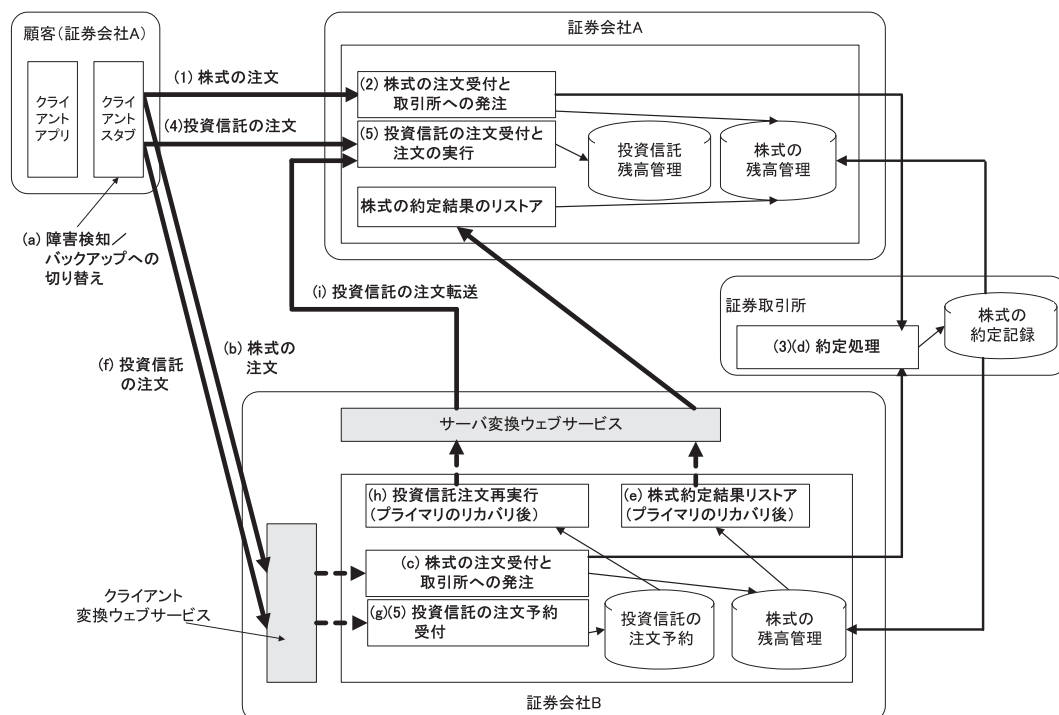 顧客(証券会社A)
クライ
アント
アプリ
クライ
アント
スタブ
(a) 障害検知／
バックアップへの
切り替え
(1) 株式の注文
(4)投資信託の注文
証券会社A
(2) 株式の注文受付と
取引所への発注
(5) 投資信託の注文受付と
注文の実行
株式の約定結果のリストア
投資信託
残高管理
株式の
残高管理
(i) 投資信託の注文転送
(b) 株式の
注文
(f) 投資信託
の注文
証券取引所
(3)(d) 約定処理
株式の
約定記録
サーバ変換ウェブサービス
(h) 投資信託注文再実行
(プライマリのリカバリ後)
(e) 株式約定結果リストア
(プライマリのリカバリ後)
(c) 株式の注文受付と
取引所への発注
(g)(5) 投資信託の注文予約
受付
投資信託の
注文予約
株式の
残高管理
クライアント
変換ウェブサービス
証券会社B